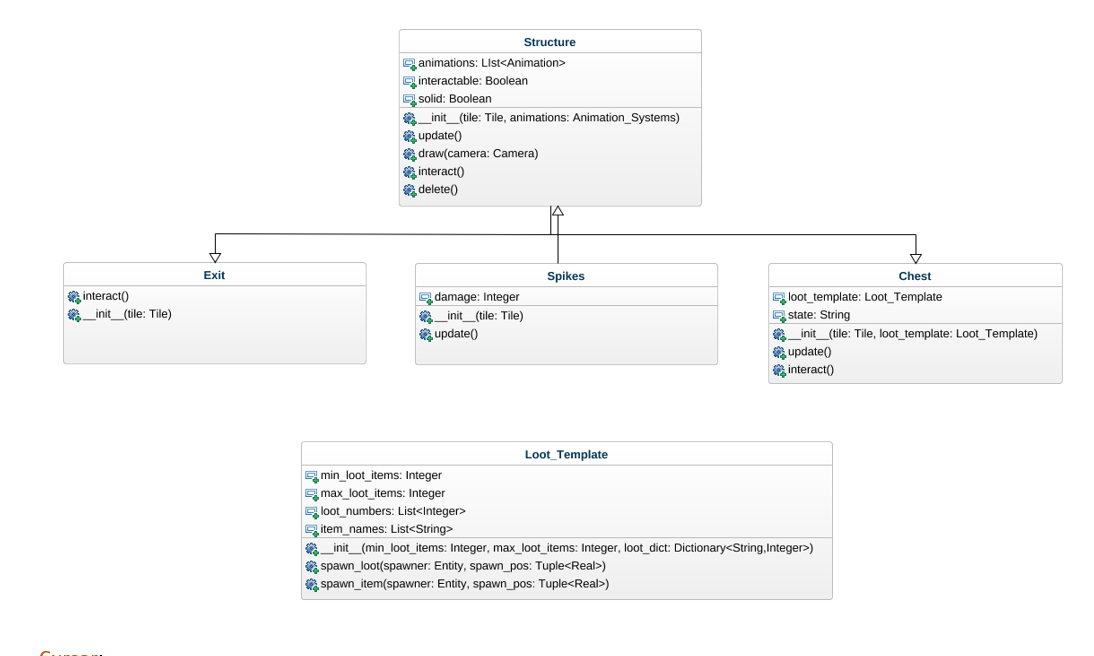 Structure
animations: LIst<Animation>
interactable: Boolean
solid: Boolean
__init__(tile: Tile, animations: Animation_Systems)
update()
draw(camera: Camera)
interact()
delete()
Exit
interact()
__init__(tile: Tile)
Spikes
damage: Integer
__init__(tile: Tile)
update()
Chest
loot_template: Loot_Template
state: String
__init__(tile: Tile, loot_template: Loot_Template)
update()
interact()
Loot_Template
min_loot_items: Integer
max_loot_items: Integer
loot_numbers: List<Integer>
item_names: List<String>
__init__(min_loot_items: Integer, max_loot_items: Integer, loot_dict: Dictionary<String,Integer>)
spawn_loot(spawner: Entity, spawn_pos: Tuple<Real>)
spawn_item(spawner: Entity, spawn_pos: Tuple<Real>)